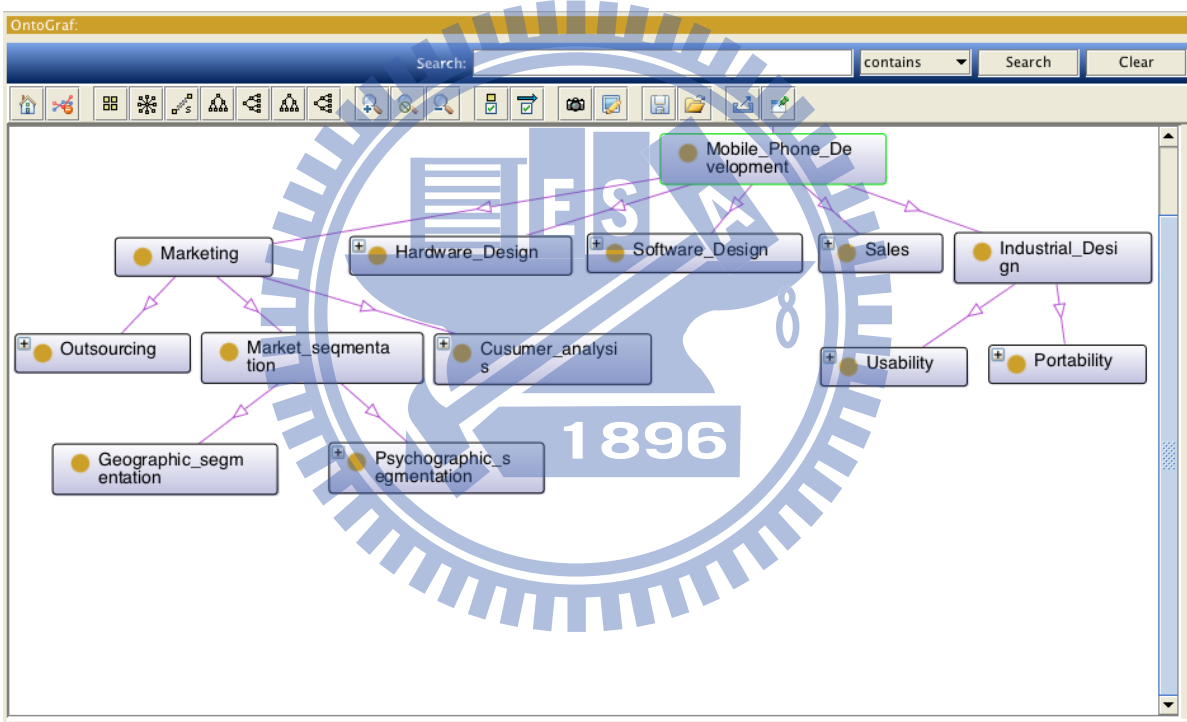 OntoGraf:
Search:
contains
Search
Clear
Mobile_Phone_De
velopment
Marketing
Hardware_Design
Software_Design
Sales
Industrial_Desi
gn
Outsourcing
Market_seqmenta
tion
Cusumer_analysi
s
Usability
Portability
Geographic_segm
entation
Psychographic_s
egmentation
ESA
1896